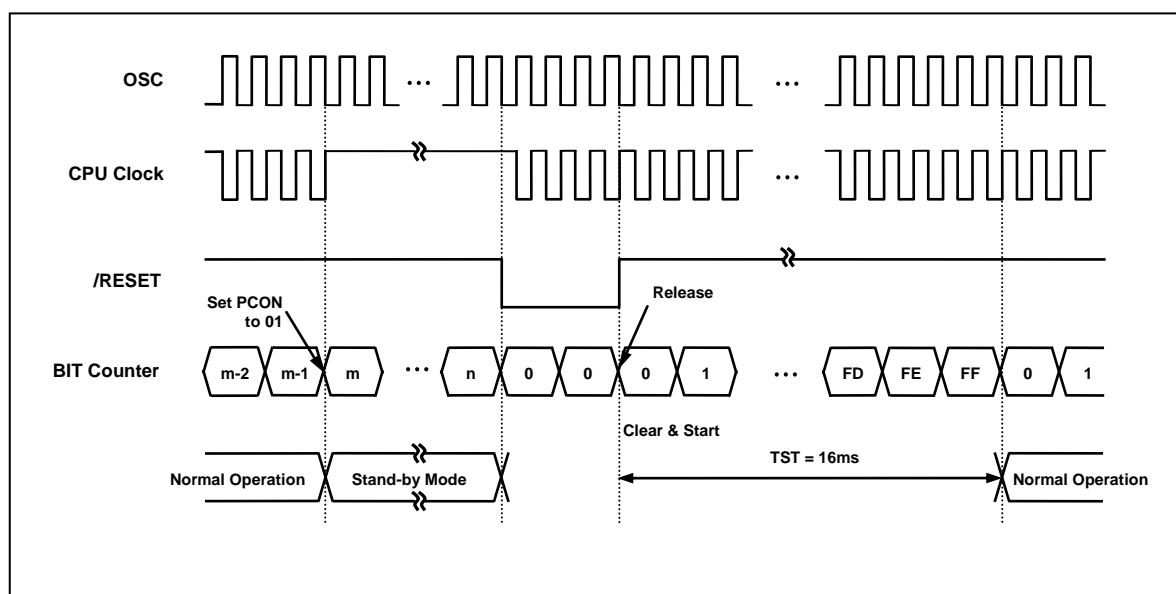 OSC
...
...
CPU Clock
...
/RESET
Set PCON
to 01
Release
BIT Counter
m-2 m-1 m ... n 0 0 0 1 ... FD FE FF 0 1
Clear & Start
TST = 16ms
Normal Operation
Stand-by Mode
Normal Operation